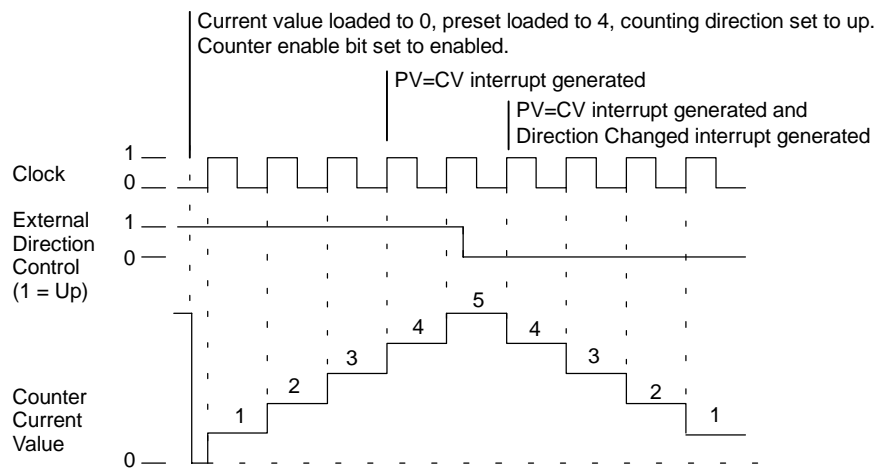 Current value loaded to 0, preset loaded to 4, counting direction set to up.
Counter enable bit set to enabled.
PV=CV interrupt generated
PV=CV interrupt generated and
Direction Changed interrupt generated
Clock
1
0
External
Direction
Control
(1 = Up)
1
0
Counter
Current
Value
0
1
2
3
4
5
4
3
2
1